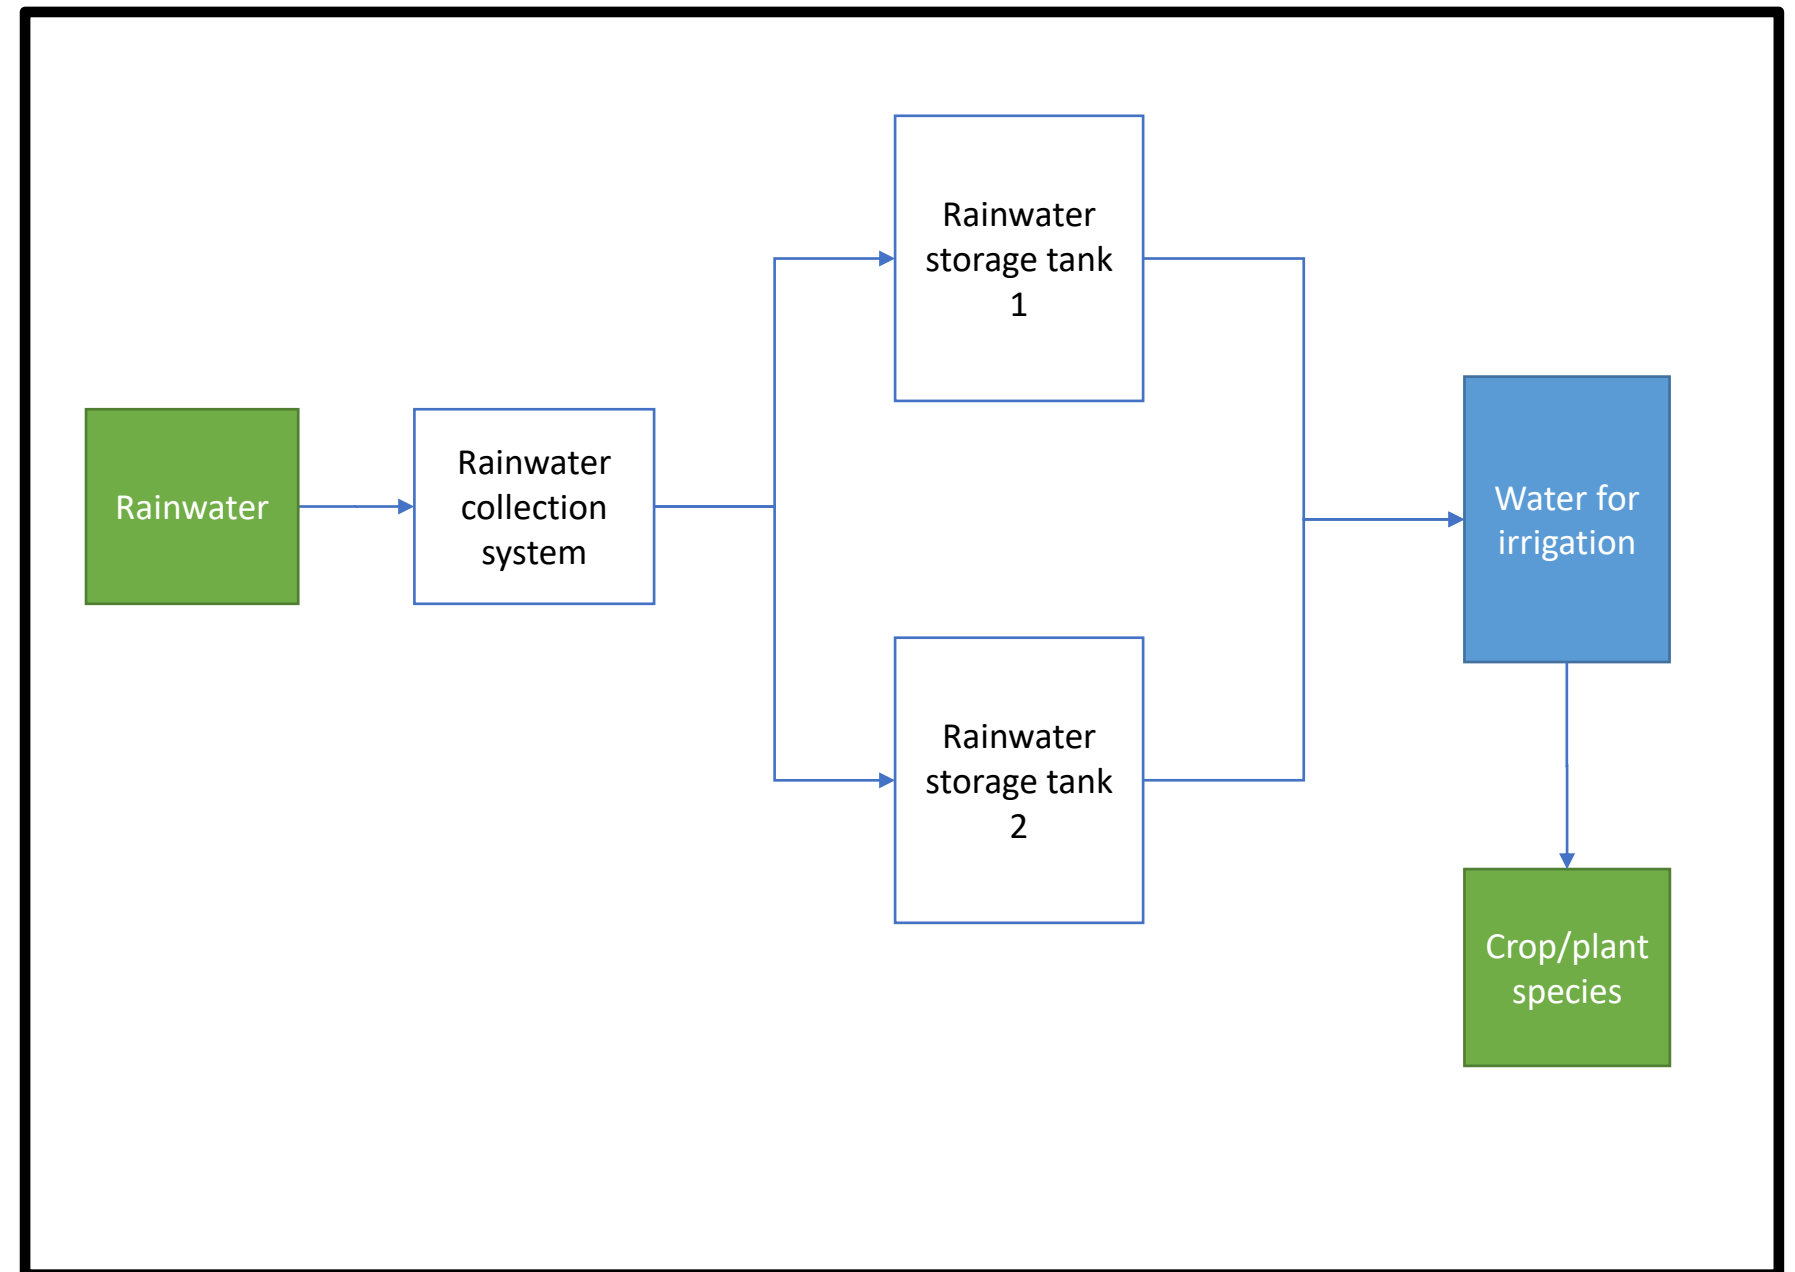 Rainwater
Rainwater
collection
system
Rainwater
storage tank
1
Rainwater
storage tank
2
Water for
irrigation
Crop/plant
species